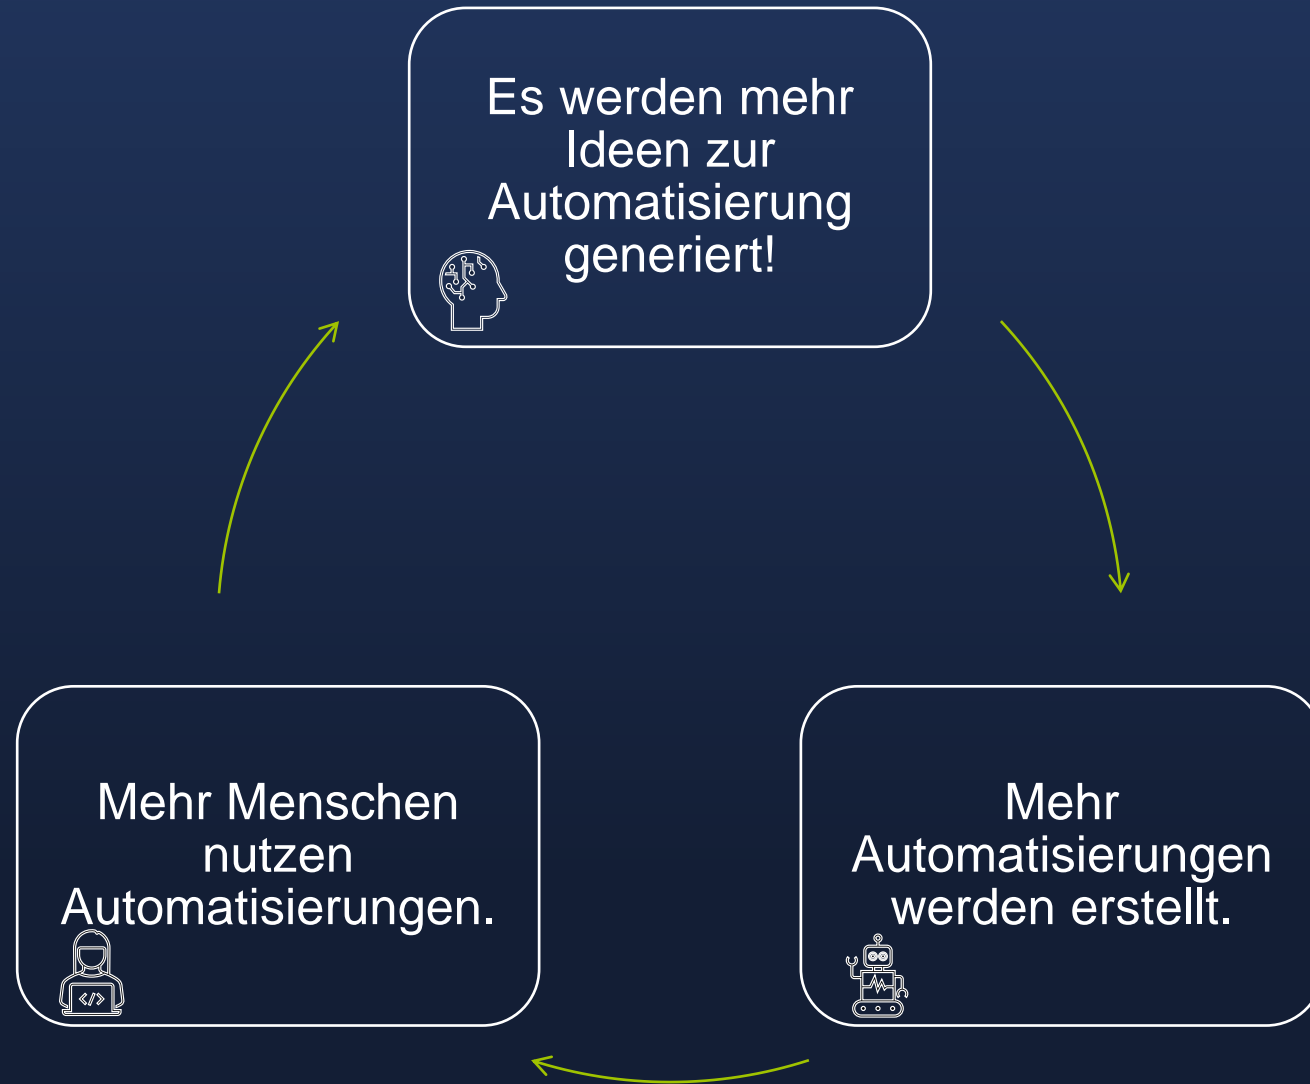 Es werden mehr
Ideen zur
Automatisierung
generiert!
Mehr Menschen
nutzen
Automatisierungen.
</>
Mehr
Automatisierungen
werden erstellt.